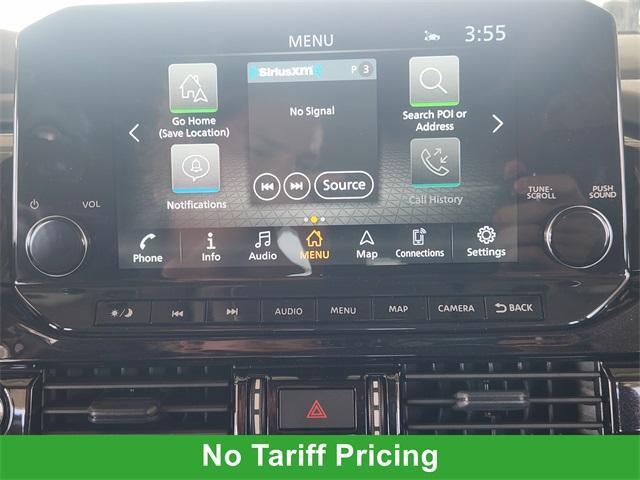 MENU
3:55
SiriusXM
P 3
No Signal
Go Home
(Save Location)
Search POI or
Address
Notifications
Source
Call History
VOL
TUNE·
SCROLL
PUSH
SOUND
Phone
Info
Audio
MENU
Map
Connections
Settings
AUDIO
MENU
MAP
CAMERA
BACK
No Tariff Pricing